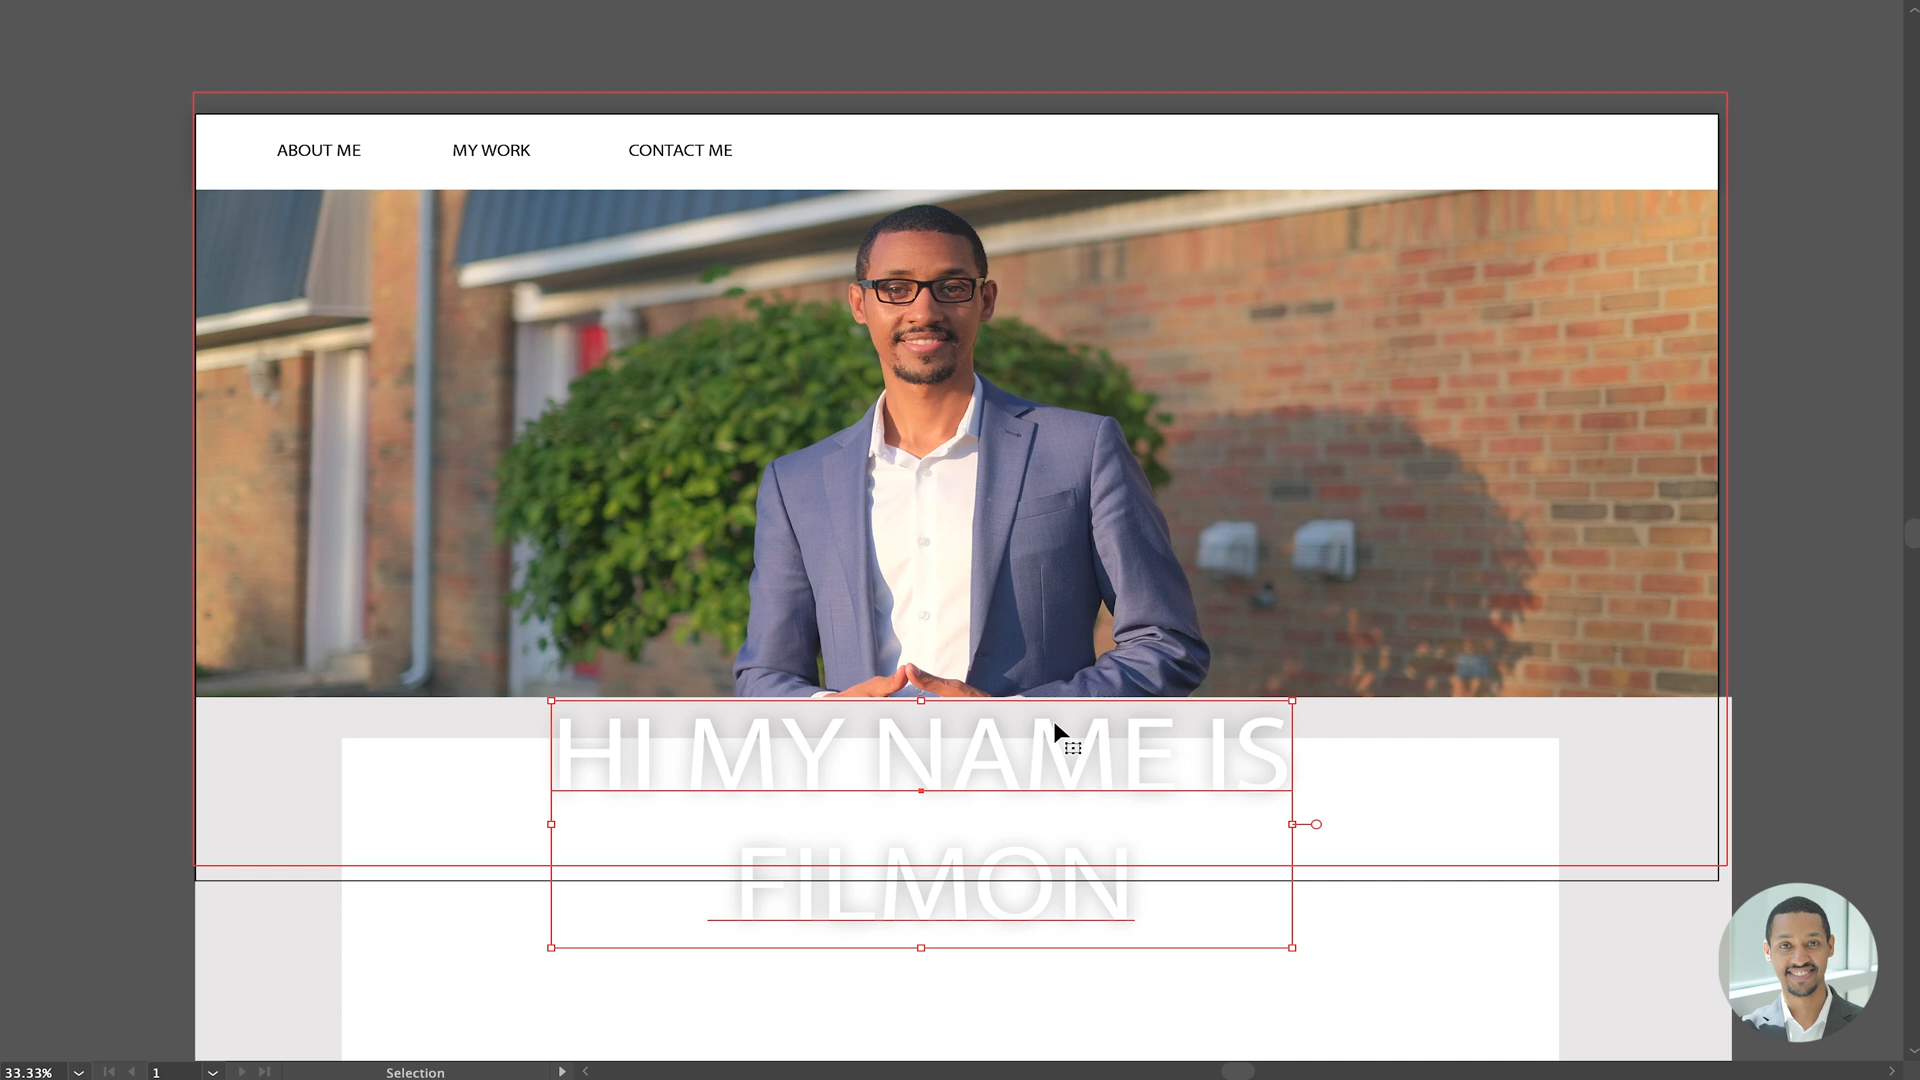 ABOUT ME
MY WORK
CONTACT ME
HI MY NAME IS
FILMON
33.33%
1
Selection